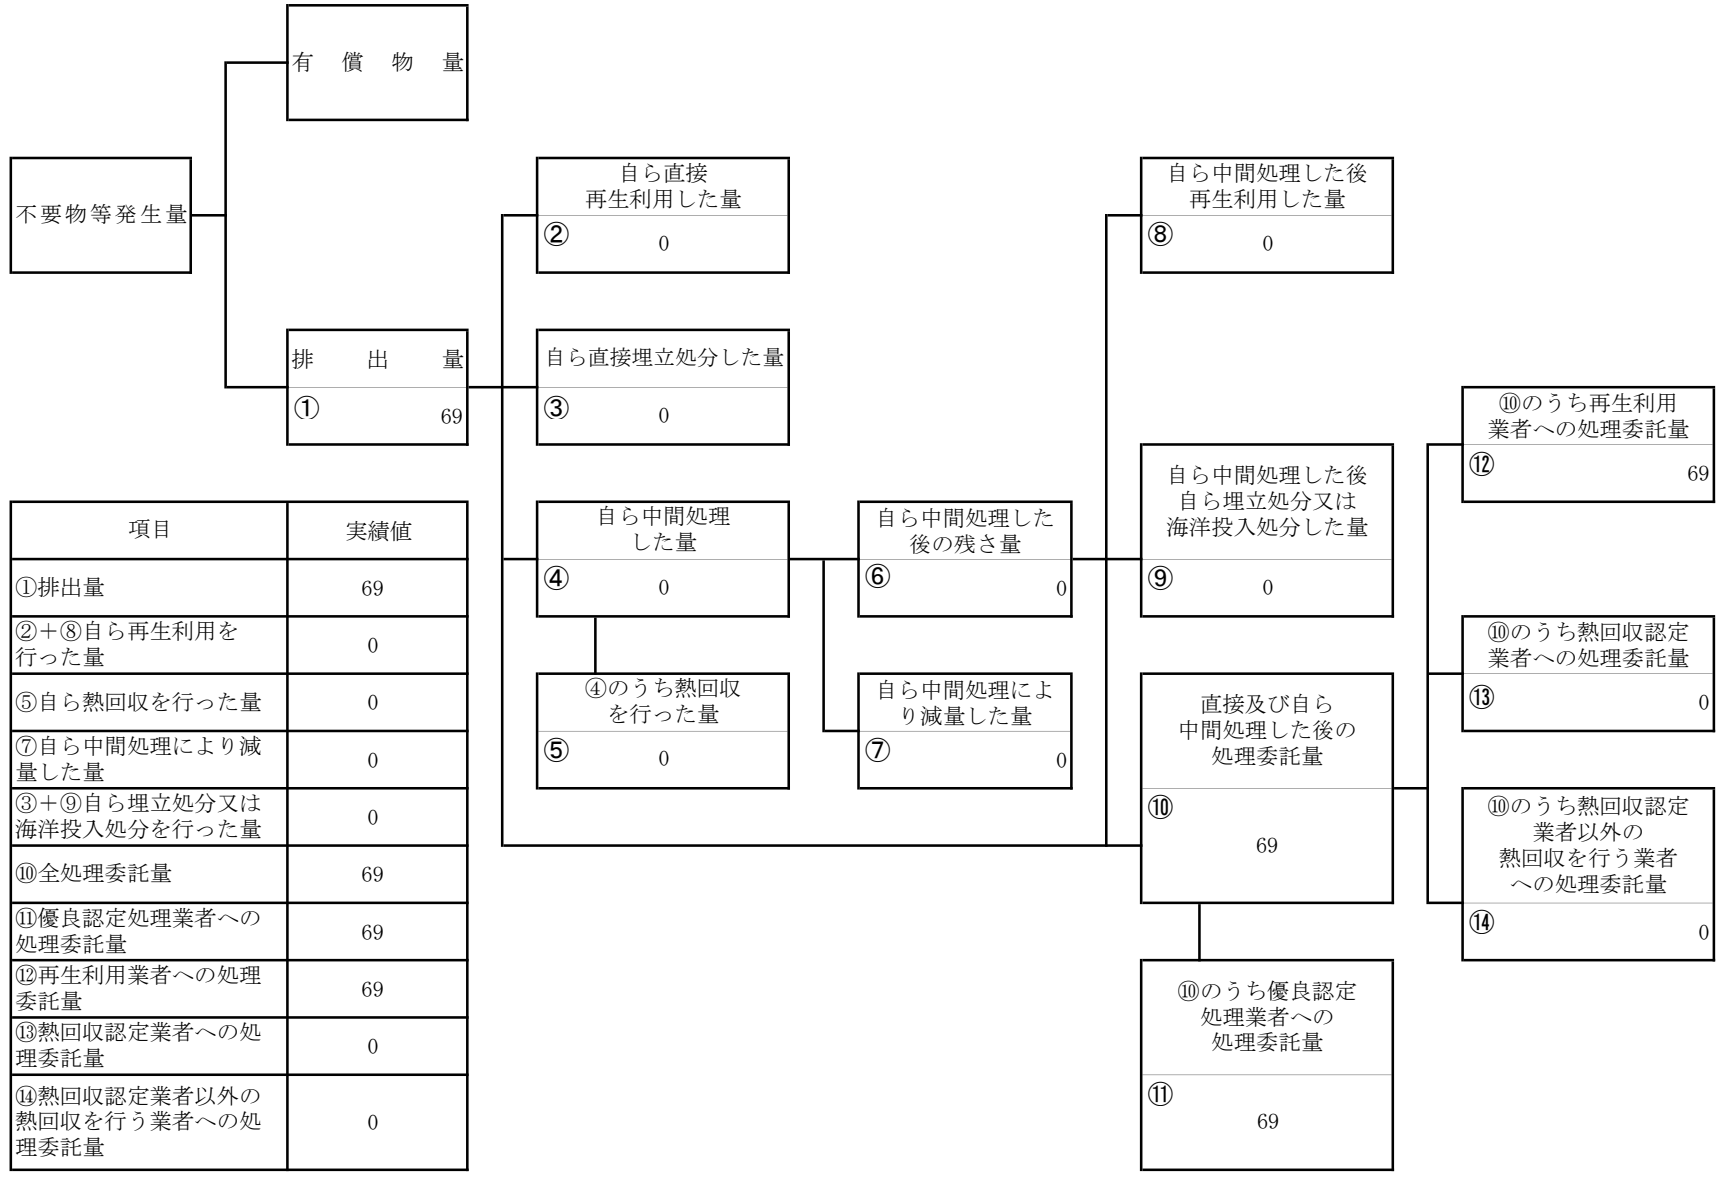 有償物量
不要物等発生量
排出量
①
69
自ら直接
再生利用した量
②
0
自ら直接埋立処分した量
③
0
自ら中間処理
した量
④
0
④のうち熱回収
を行った量
⑤
0
自ら中間処理した
後の残さ量
⑥
0
自ら中間処理によ
り減量した量
⑦
0
自ら中間処理した後
再生利用した量
⑧
0
自ら中間処理した後
自ら埋立処分又は
海洋投入処分した量
⑨
0
直接及び自ら
中間処理した後の
処理委託量
⑩
69
⑩のうち優良認定
処理業者への
処理委託量
⑪
69
⑩のうち再生利用
業者への処理委託量
⑫
69
⑩のうち熱回収認定
業者への処理委託量
⑬
0
⑩のうち熱回収認定
業者以外の
熱回収を行う業者
への処理委託量
⑭
0
項目 実績値
①排出量 69
②＋⑧自ら再生利用を
行った量
0
⑤自ら熱回収を行った量 0
⑦自ら中間処理により減
量した量
0
③＋⑨自ら埋立処分又は
海洋投入処分を行った量
0
⑩全処理委託量 69
⑪優良認定処理業者への
処理委託量
69
⑫再生利用業者への処理
委託量
69
⑬熱回収認定業者への処
理委託量
0
⑭熱回収認定業者以外の
熱回収を行う業者への処
理委託量
0